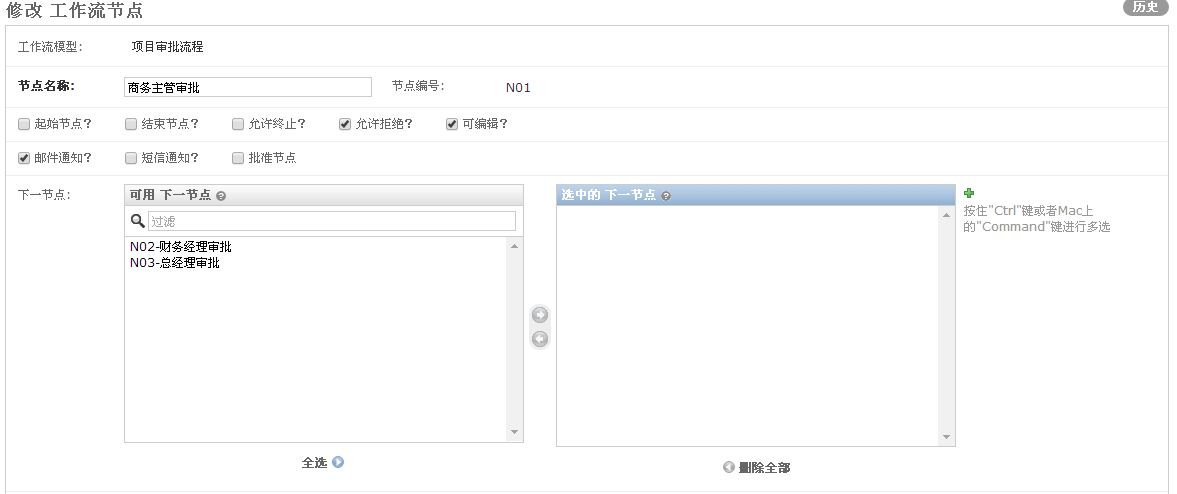 修改 工作流节点
历史
工作流模型: 项目审批流程
节点名称: 商务主管审批 节点编号: N01
起始节点? 结束节点? 允许终止? 允许拒绝? 可编辑?
邮件通知? 短信通知? 批准节点
下一节点: 可用 下一节点 选中的 下一节点
过滤
按住"Ctrl"键或者Mac上
的"Command"键进行多选
N02-财务经理审批
N03-总经理审批
全选
删除全部